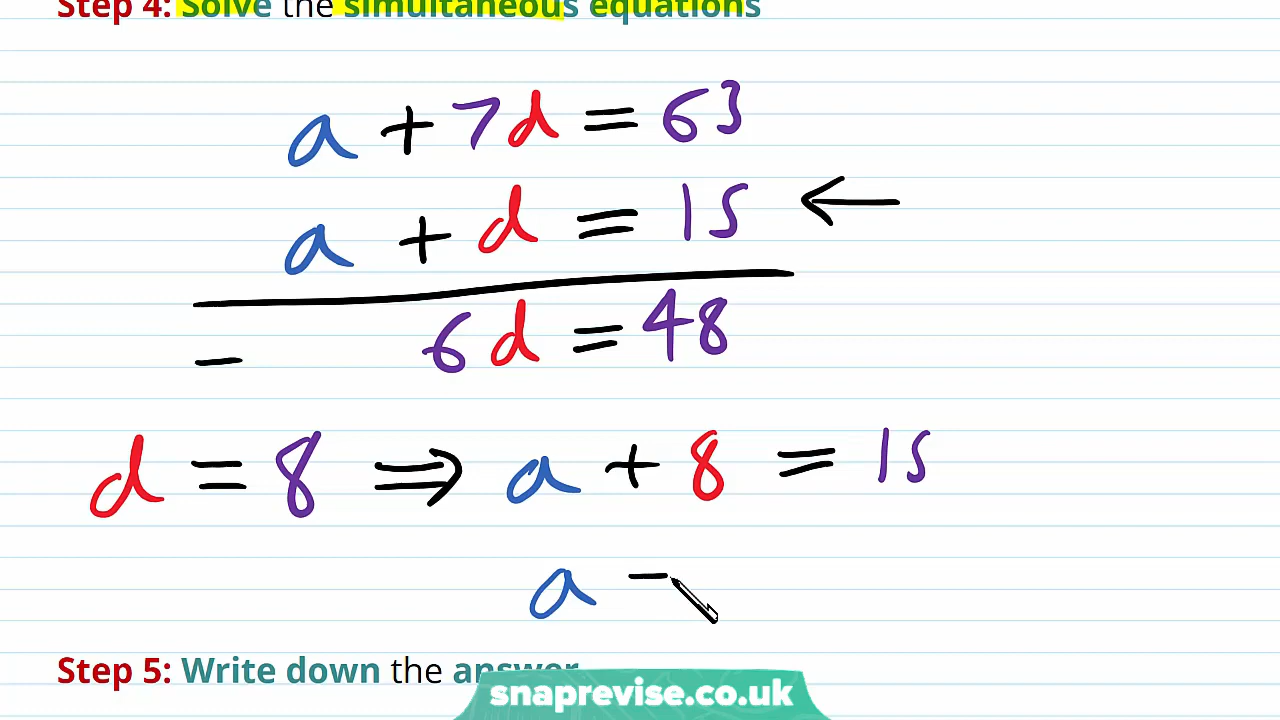 Step 4: Solve the simultaneous equations
a + 7d = 63
a + d = 15 ←
− 6d = 48
d = 8 ⇒ a + 8 = 15
a −
Step 5: Write down the answer
snaprevise.co.uk